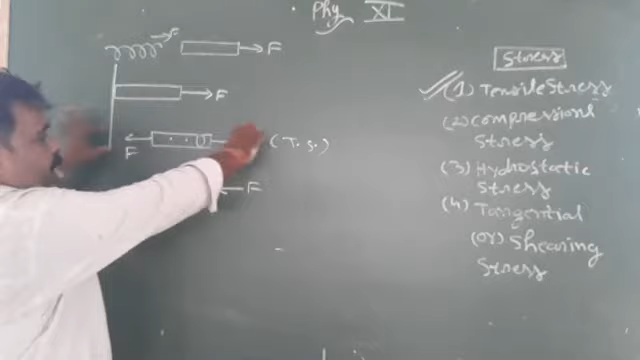 Phy XI
F
F
F
F
(T. S.)
F
Stress
(1) Tensile Stress
(2) Compressional
Stress
(3) Hydrostatic
Stress
(4) Tangential
(or) Shearing
Stress